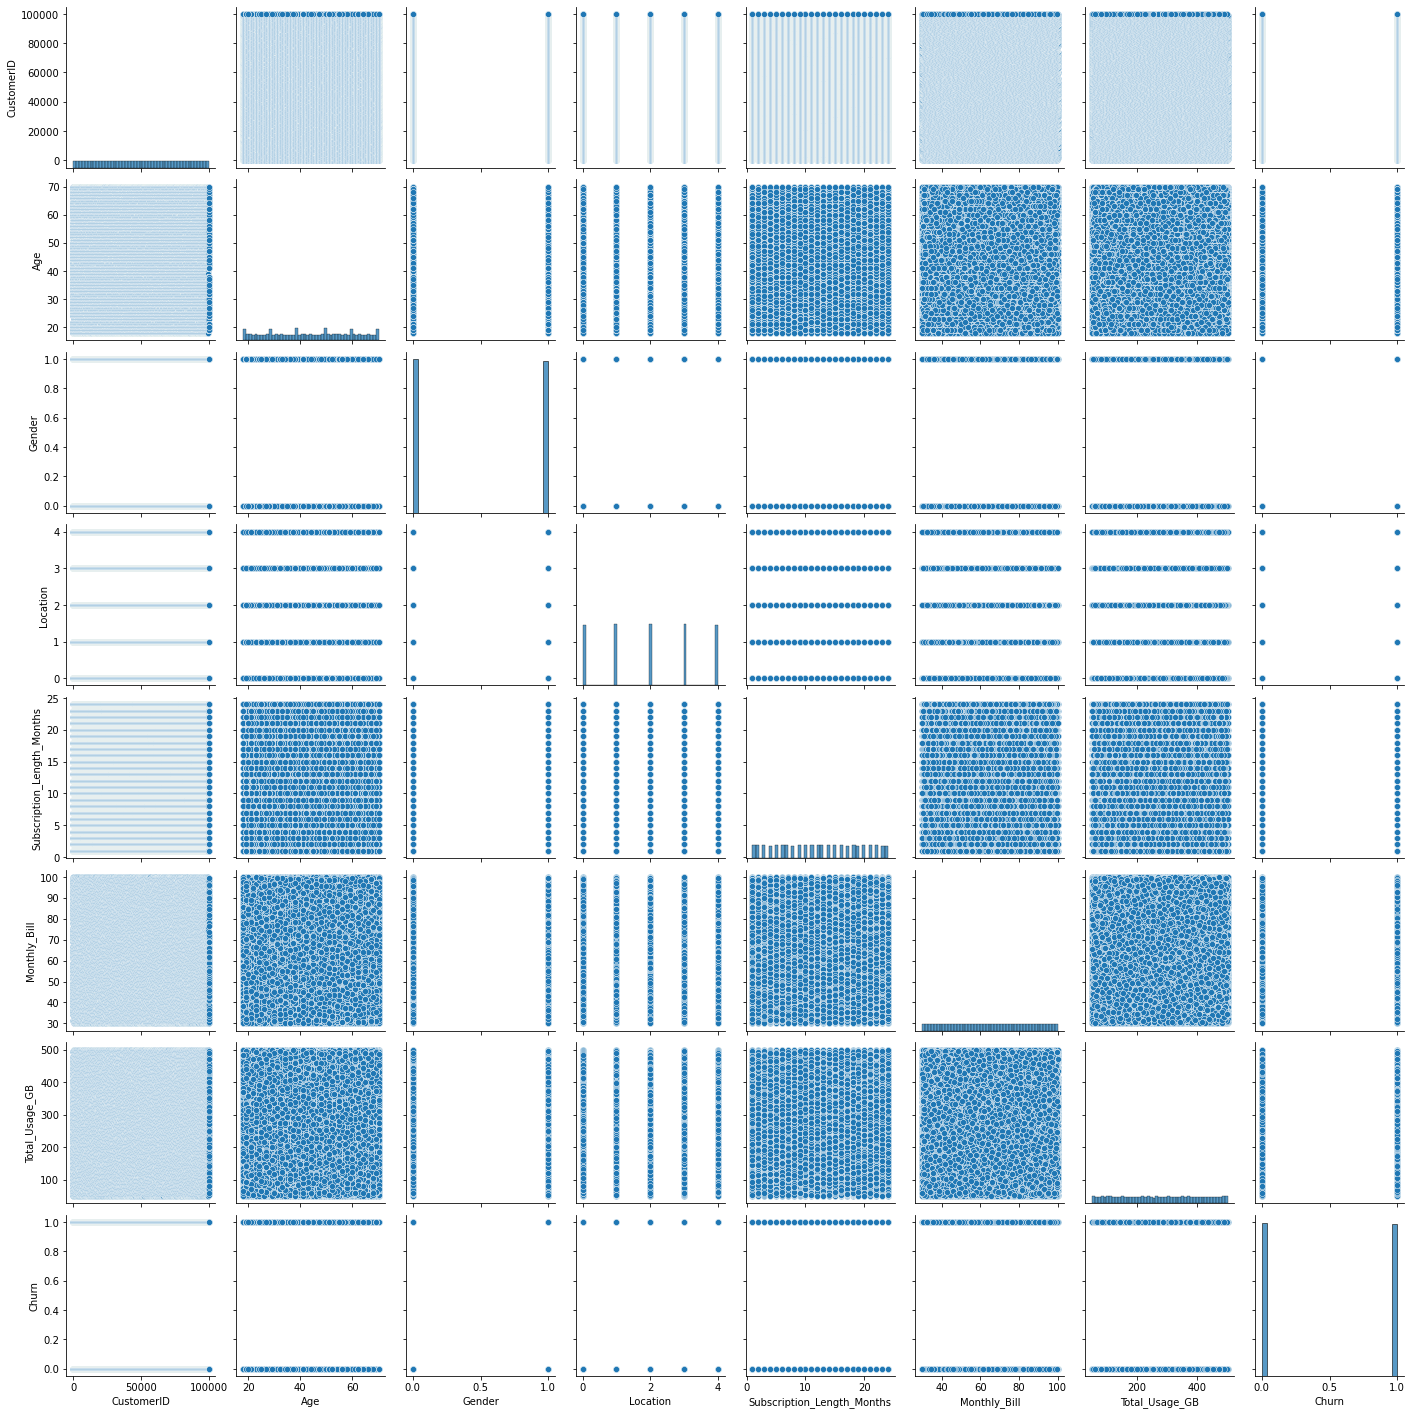 100000
80000
60000
40000
20000
0
CustomerID
70
60
50
40
30
20
Age
1.0
0.8
0.6
0.4
0.2
0.0
Gender
4
3
2
1
0
Location
25
20
15
10
5
0
Subscription_Length_Months
100
90
80
70
60
50
40
30
Monthly_Bill
500
400
300
200
100
Total_Usage_GB
1.0
0.8
0.6
0.4
0.2
0.0
Churn
0 50000 100000
CustomerID
20 40 60
Age
0.0 0.5 1.0
Gender
0 2 4
Location
0 10 20
Subscription_Length_Months
40 60 80 100
Monthly_Bill
200 400
Total_Usage_GB
0.0 0.5 1.0
Churn